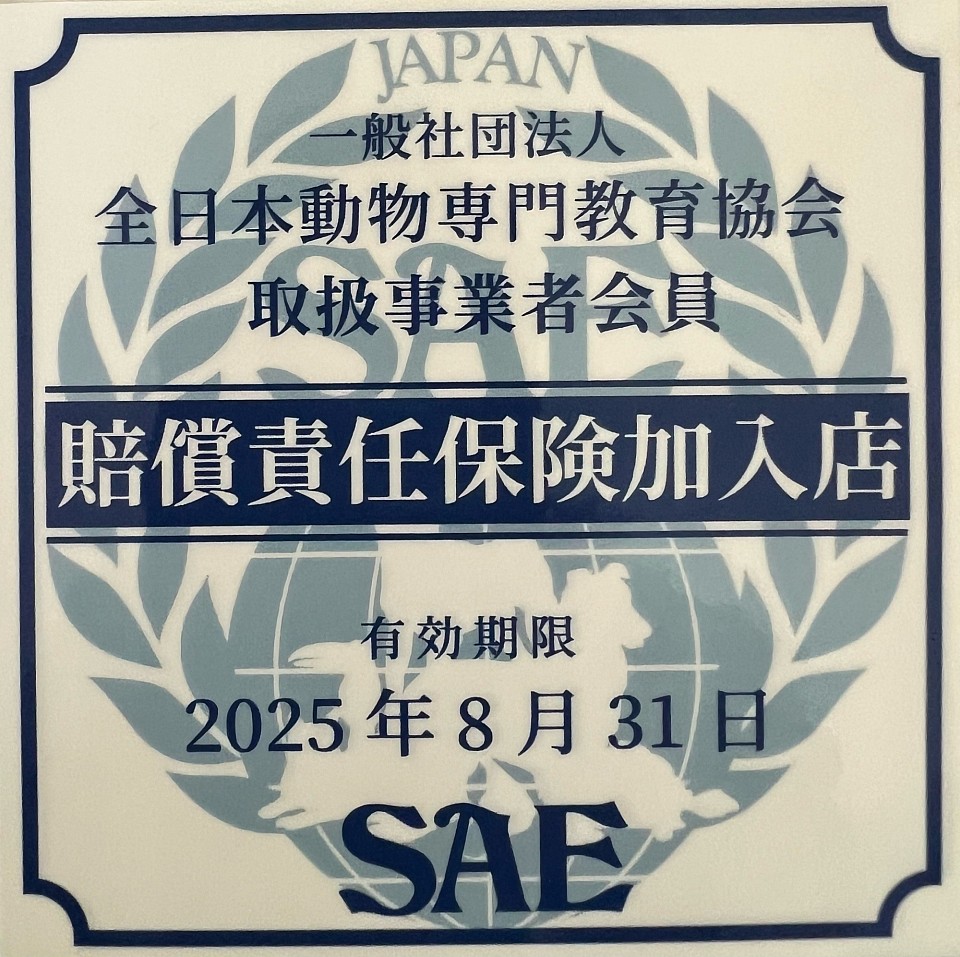 JAPAN
一般社団法人
全日本動物専門教育協会
SAE
取扱事業者会員
賠償責任保険加入店
有効期限
2025年8月31日
SAE